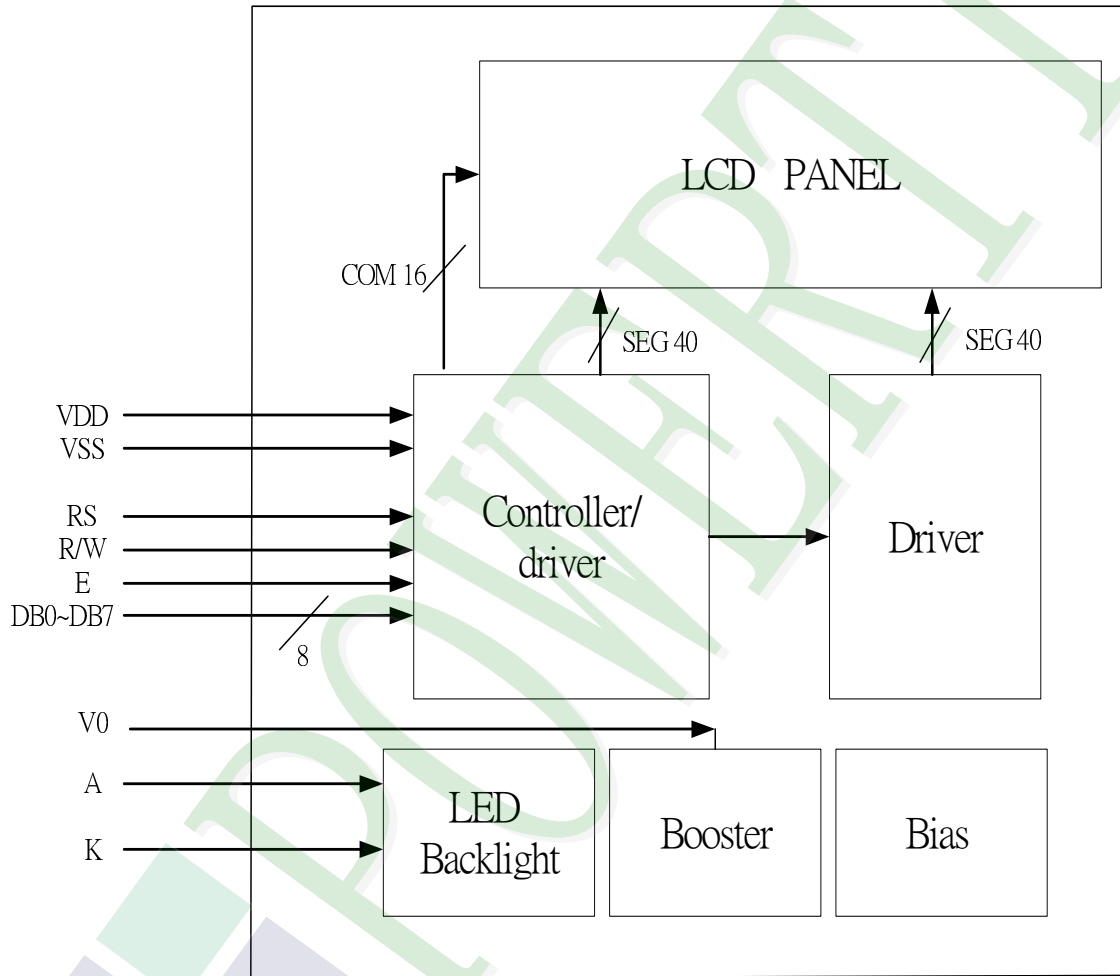 LCD PANEL
COM 16
SEG 40
SEG 40
VDD
VSS
RS
R/W
E
DB0~DB7
8
Controller/
driver
Driver
V0
A
K
LED
Backlight
Booster
Bias
POWERT